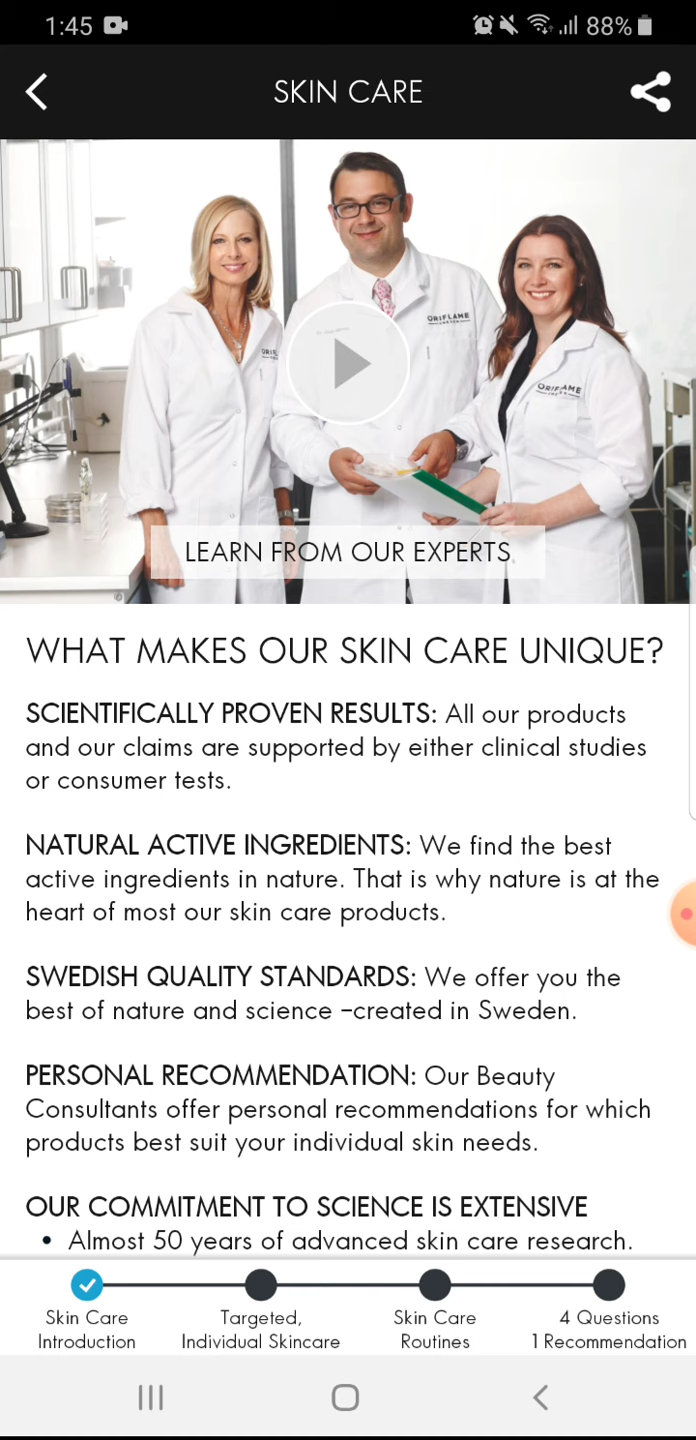 1:45
88%
SKIN CARE
ORIFLAME
SWEDEN
ORIFLAME
SWEDEN
LEARN FROM OUR EXPERTS
WHAT MAKES OUR SKIN CARE UNIQUE?
SCIENTIFICALLY PROVEN RESULTS: All our products
and our claims are supported by either clinical studies
or consumer tests.
NATURAL ACTIVE INGREDIENTS: We find the best
active ingredients in nature. That is why nature is at the
heart of most our skin care products.
SWEDISH QUALITY STANDARDS: We offer you the
best of nature and science –created in Sweden.
PERSONAL RECOMMENDATION: Our Beauty
Consultants offer personal recommendations for which
products best suit your individual skin needs.
OUR COMMITMENT TO SCIENCE IS EXTENSIVE
• Almost 50 years of advanced skin care research.
Skin Care
Introduction
Targeted,
Individual Skincare
Skin Care
Routines
4 Questions
1 Recommendation